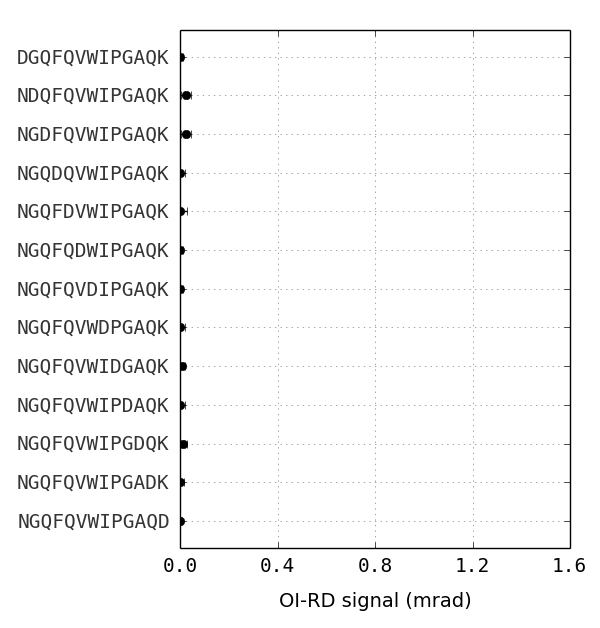 DGQFQVWIPGAQK
NDQFQVWIPGAQK
NGDFQVWIPGAQK
NGQDQVWIPGAQK
NGQFDVWIPGAQK
NGQFQDWIPGAQK
NGQFQVDIPGAQK
NGQFQVWDPGAQK
NGQFQVWIDGAQK
NGQFQVWIPDAQK
NGQFQVWIPGDQK
NGQFQVWIPGADK
NGQFQVWIPGAQD
0.0 0.4 0.8 1.2 1.6
OI-RD signal (mrad)